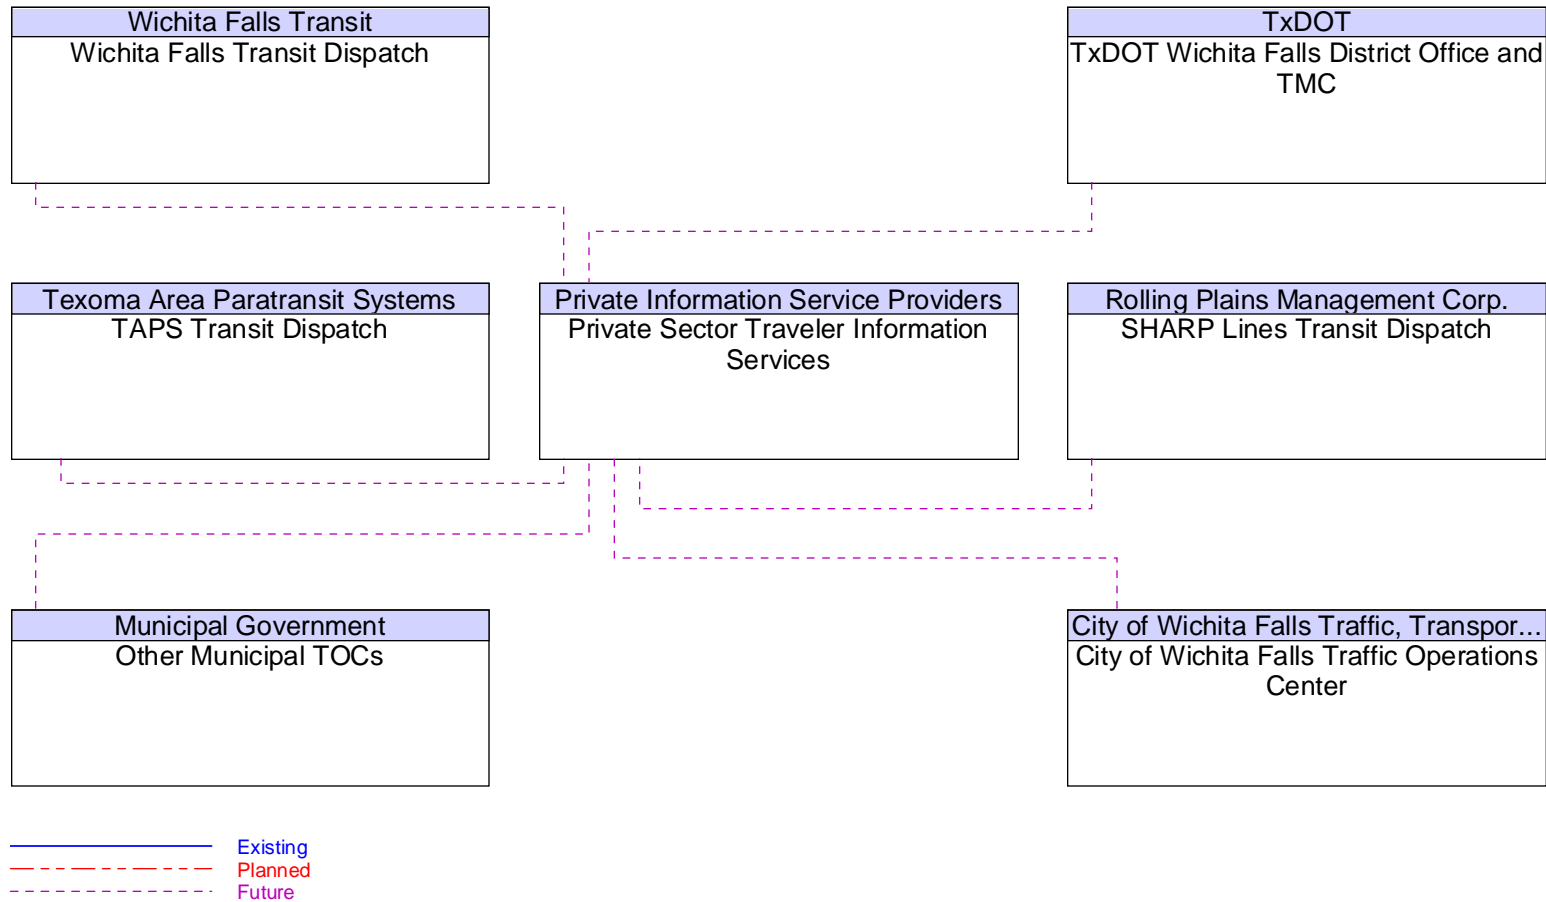 Wichita Falls Transit
Wichita Falls Transit Dispatch
TxDOT
TxDOT Wichita Falls District Office and
TMC
Texoma Area Paratransit Systems
TAPS Transit Dispatch
Private Information Service Providers
Private Sector Traveler Information
Services
Rolling Plains Management Corp.
SHARP Lines Transit Dispatch
Municipal Government
Other Municipal TOCs
City of Wichita Falls Traffic, Transpor...
City of Wichita Falls Traffic Operations
Center
Existing
Planned
Future